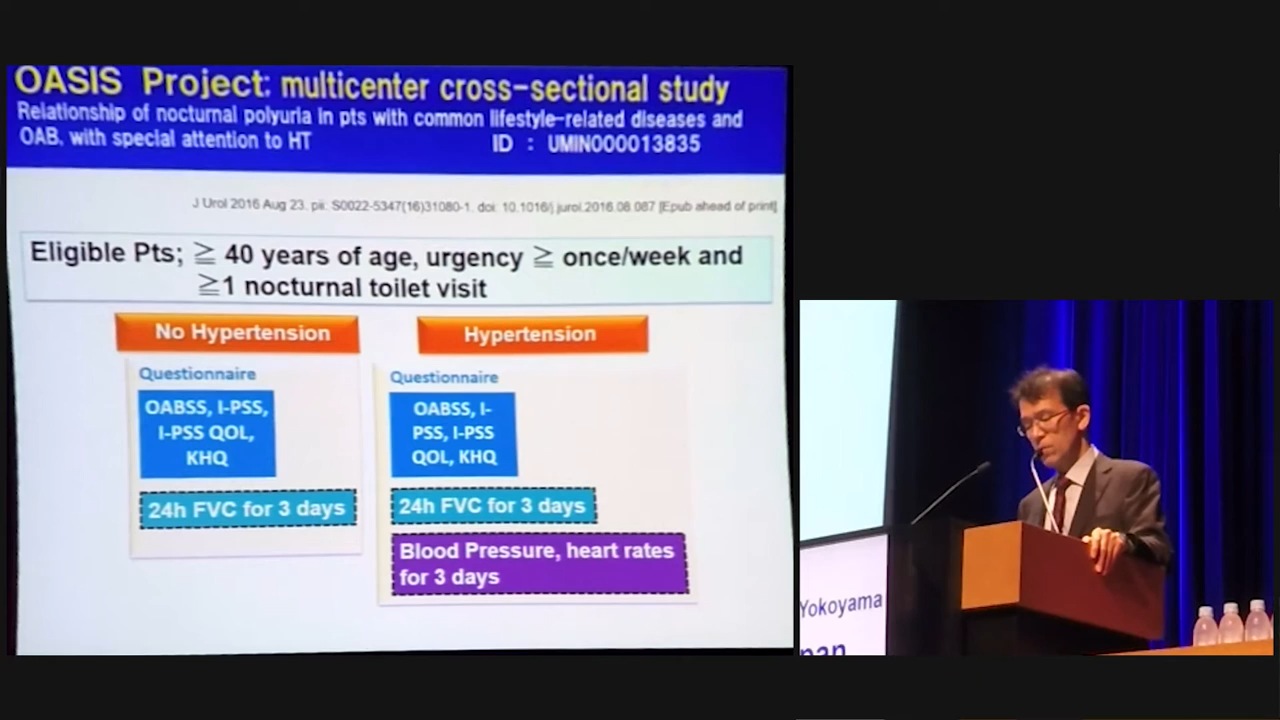 OASIS Project: multicenter cross-sectional study
Relationship of nocturnal polyuria in pts with common lifestyle-related diseases and
OAB, with special attention to HT ID : UMIN000013835
J Urol 2016 Aug 23. pii: S0022-5347(16)31080-1. doi: 10.1016/j.juro.2016.08.087 [Epub ahead of print]
Eligible Pts; ≧ 40 years of age, urgency ≧ once/week and
≧1 nocturnal toilet visit
No Hypertension
Questionnaire
OABSS, I-PSS,
I-PSS QOL,
KHQ
24h FVC for 3 days
Hypertension
Questionnaire
OABSS, I-
PSS, I-PSS
QOL, KHQ
24h FVC for 3 days
Blood Pressure, heart rates
for 3 days
Yokoyama
pan